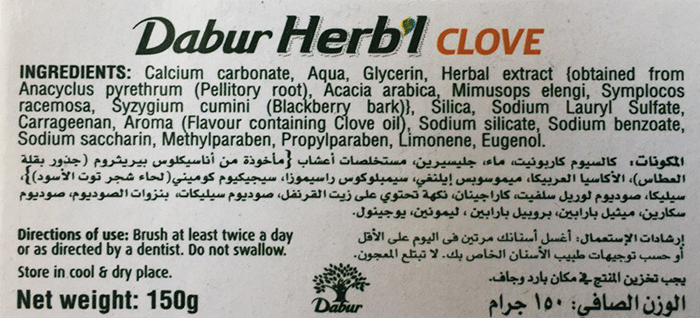 Dabur Herb'l CLOVE
INGREDIENTS: Calcium carbonate, Aqua, Glycerin, Herbal extract {obtained from
Anacyclus pyrethrum (Pellitory root), Acacia arabica, Mimusops elengi, Symplocos
racemosa, Syzygium cumini (Blackberry bark)}, Silica, Sodium Lauryl Sulfate,
Carrageenan, Aroma (Flavour containing Clove oil), Sodium silicate, Sodium benzoate,
Sodium saccharin, Methylparaben, Propylparaben, Limonene, Eugenol.
المكونات: كالسيوم كاربونيت، ماء، جليسيرين، مستخلصات أعشاب {مأخوذة من أناسيكلوس بيريثروم (جذور بقلة
العطاس)، الأكاسيا العربيكا، ميموسوبس إيلنغي، سيمبلوكوس راسيموزا، سيجيكيوم كوميني (لحاء شجر توت الأسود)}،
سيليكا، صوديوم لوريل سلفيت، كاراجينان، نكهة تحتوي على زيت القرنفل، صوديوم سيليكات، بنزوات الصوديوم، صوديوم
سكارين، ميثيل بارابين، بروبيل بارابين، ليمونين، يوجينول.
Directions of use: Brush at least twice a day
or as directed by a dentist. Do not swallow.
Store in cool & dry place.
Net weight: 150g
Dabur
إرشادات الإستعمال: أغسل أسنانك مرتين فى اليوم على الأقل
أو حسب توجيهات طبيب الأسنان الخاص بك. لا تبتلع المعجون.
يجب تخزين المنتج في مكان بارد وجاف.
الوزن الصافي: ١٥٠ جرام